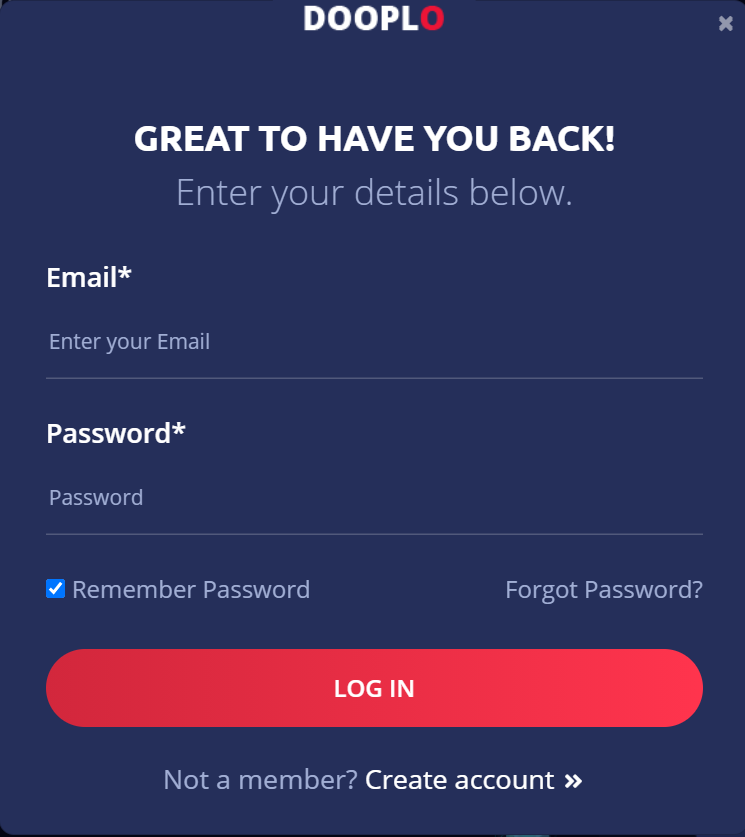 DOOPLO
GREAT TO HAVE YOU BACK!
Enter your details below.
Email*
Enter your Email
Password*
Password
Remember Password Forgot Password?
LOG IN
Not a member? Create account »